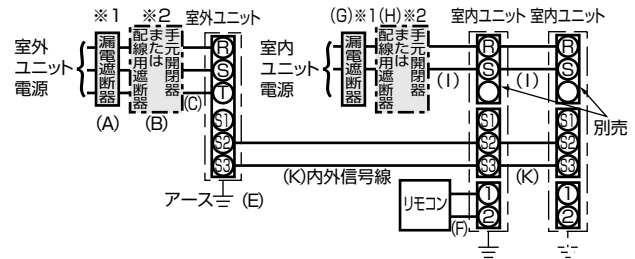 ※1 ※2 室外ユニット
室外
ユニット
電源
漏電遮断器
配線用遮断器
または
手元開閉器
(A)
(B)
(C)
R
S
T
S1
S2
S3
アース
(E)
(G)※1(H)※2 室内ユニット 室内ユニット
室内
ユニット
電源
漏電遮断器
配線用遮断器
または
手元開閉器
(I)
(I)
R
S
S1
S2
S3
1
2
R
S
S1
S2
S3
1
2
別売
(K)内外信号線
(K)
リモコン
(F)